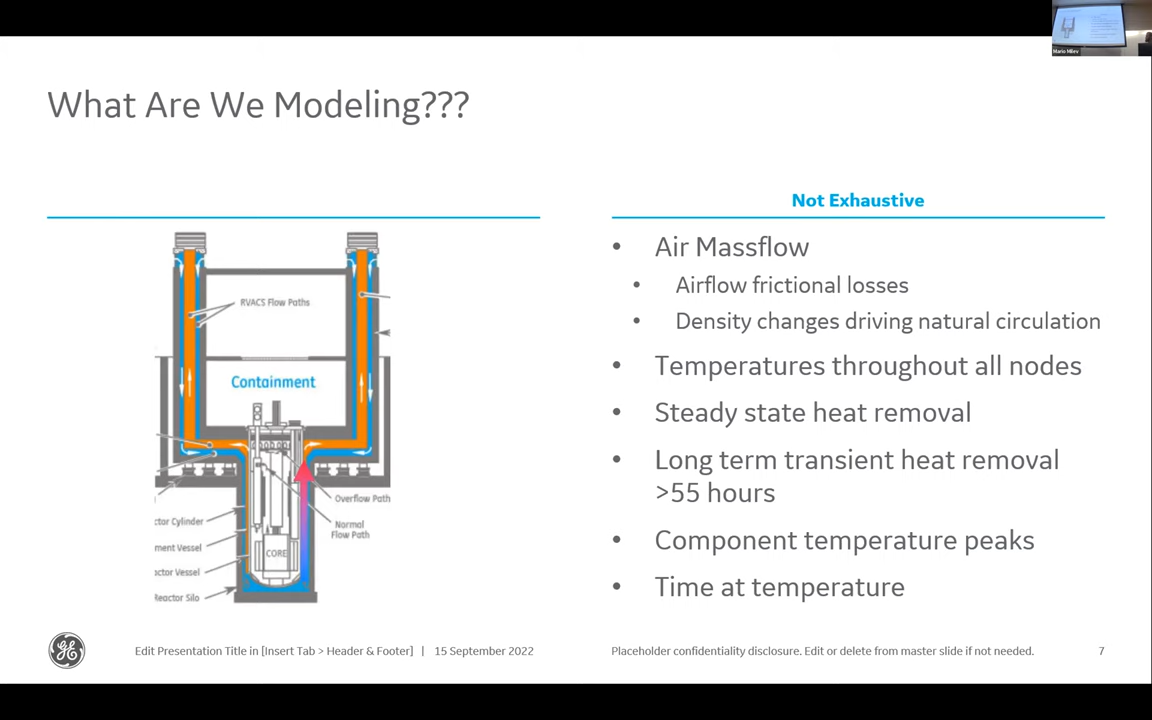 Mario Milev
What Are We Modeling???
Not Exhaustive
RVACS Flow Paths
Containment
Overflow Path
Normal
Flow Path
CORE
ctor Cylinder
ment Vessel
ctor Vessel
Reactor Silo
• Air Massflow
• Airflow frictional losses
• Density changes driving natural circulation
• Temperatures throughout all nodes
• Steady state heat removal
• Long term transient heat removal
>55 hours
• Component temperature peaks
• Time at temperature
GE
Edit Presentation Title in [Insert Tab > Header & Footer] | 15 September 2022
Placeholder confidentiality disclosure. Edit or delete from master slide if not needed.
7